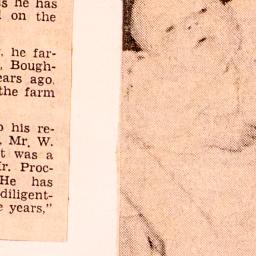 s he has
on the
, he far-
, Bough-
ears ago.
the farm
o his re-
. Mr. W.
t was a
r. Proc-
He has
diligent-
e years,"